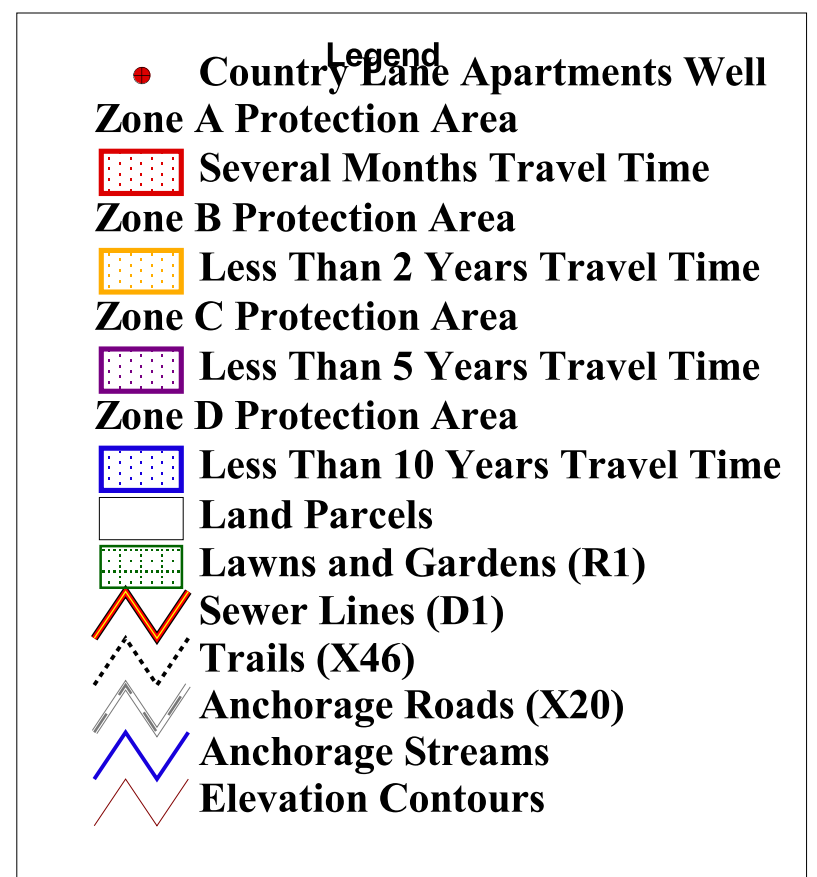 Legend
Country Lane Apartments Well
Zone A Protection Area
Several Months Travel Time
Zone B Protection Area
Less Than 2 Years Travel Time
Zone C Protection Area
Less Than 5 Years Travel Time
Zone D Protection Area
Less Than 10 Years Travel Time
Land Parcels
Lawns and Gardens (R1)
Sewer Lines (D1)
Trails (X46)
Anchorage Roads (X20)
Anchorage Streams
Elevation Contours